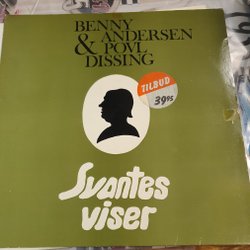 BENNY
ANDERSEN
& POVL
DISSING
TILBUD
39.95
Svantes
viser